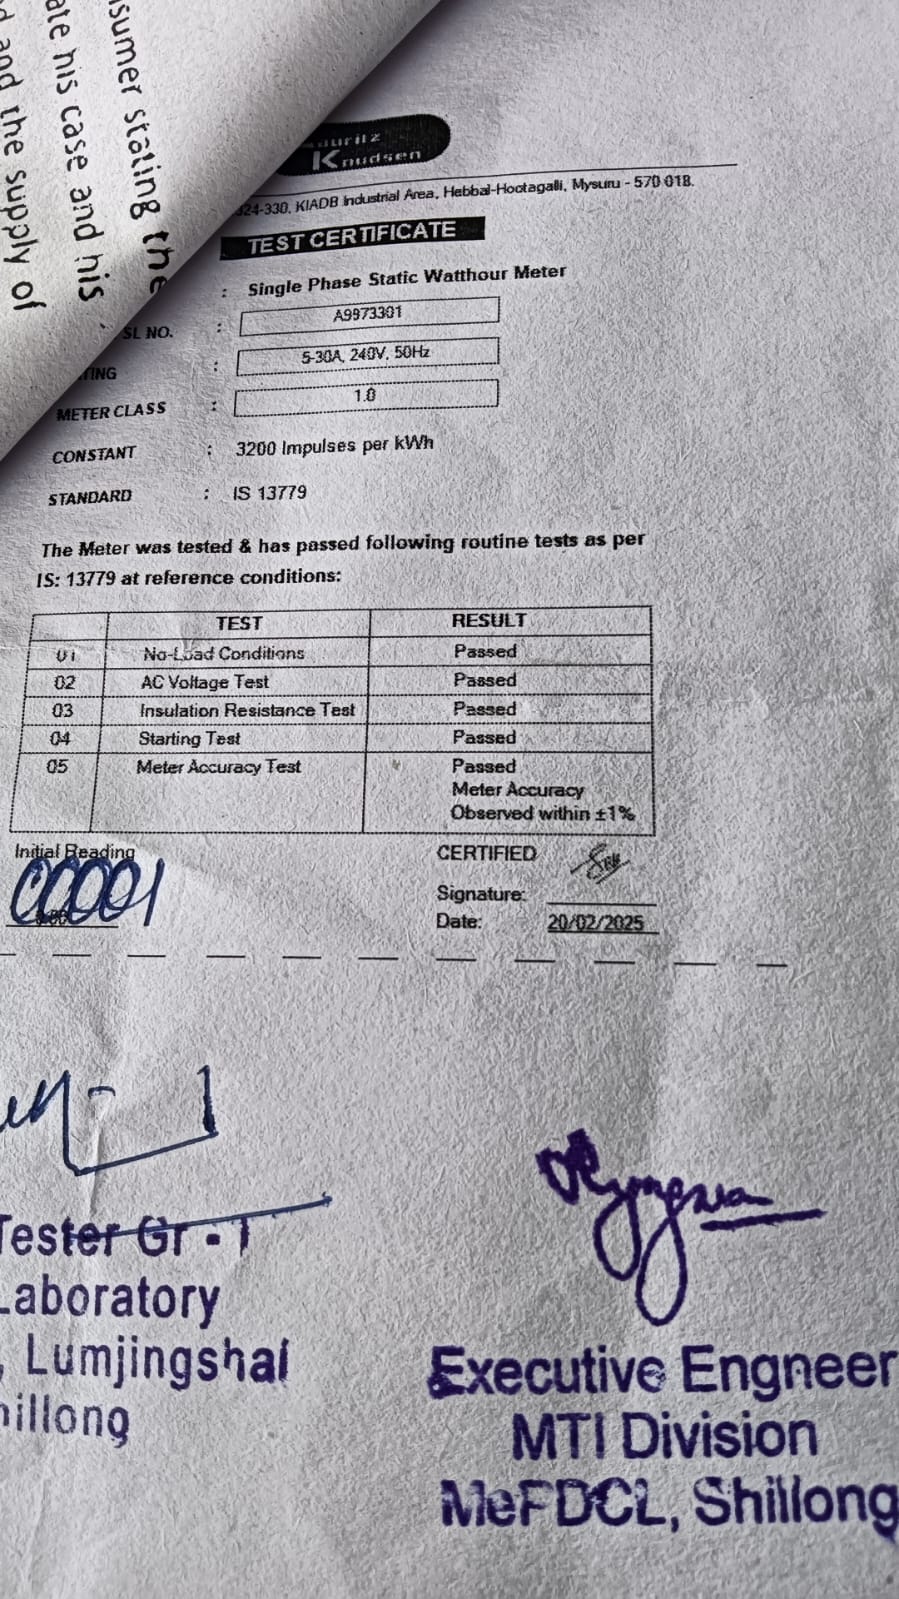 sumer stating the
ate his case and his
d and the supply of
auritz
Knudsen
324-330, KIADB Industrial Area, Hebbal-Hootagalli, Mysuru - 570 018.
TEST CERTIFICATE
: Single Phase Static Watthour Meter
SL NO. : A9973301
TING : 5-30A, 240V, 50Hz
METER CLASS : 1.0
CONSTANT : 3200 Impulses per kWh
STANDARD : IS 13779
The Meter was tested & has passed following routine tests as per
IS: 13779 at reference conditions:
TEST RESULT
01 No-Load Conditions Passed
02 AC Voltage Test Passed
03 Insulation Resistance Test Passed
04 Starting Test Passed
05 Meter Accuracy Test Passed
Meter Accuracy
Observed within ±1%
Initial Reading
00001
CERTIFIED
Signature:
Date: 20/02/2025
Tester Gr - I
Laboratory
, Lumjingshai
hillong
Executive Engneer
MTI Division
MePDCL, Shillong